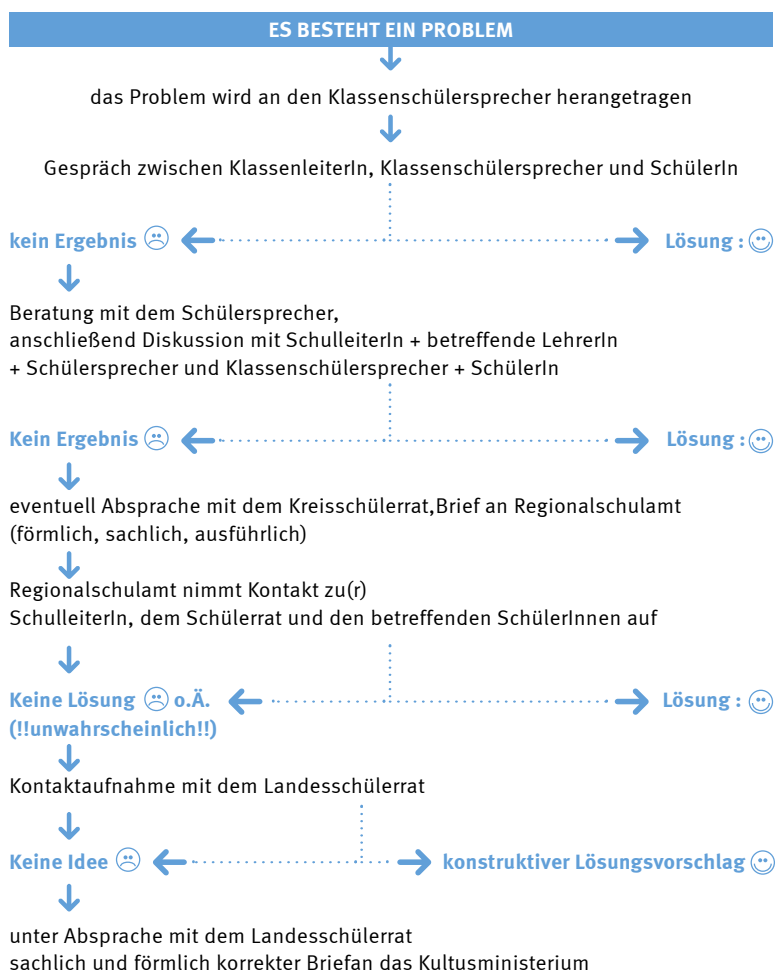 ES BESTEHT EIN PROBLEM
das Problem wird an den Klassenschülersprecher herangetragen
Gespräch zwischen KlassenleiterIn, Klassenschülersprecher und SchülerIn
kein Ergebnis
Lösung :
Beratung mit dem Schülersprecher,
anschließend Diskussion mit SchulleiterIn + betreffende LehrerIn
+ Schülersprecher und Klassenschülersprecher + SchülerIn
Kein Ergebnis
Lösung :
eventuell Absprache mit dem Kreisschülerrat,Brief an Regionalschulamt
(förmlich, sachlich, ausführlich)
Regionalschulamt nimmt Kontakt zu(r)
SchulleiterIn, dem Schülerrat und den betreffenden SchülerInnen auf
Keine Lösung o.Ä.
(!!unwahrscheinlich!!)
Lösung :
Kontaktaufnahme mit dem Landesschülerrat
Keine Idee
konstruktiver Lösungsvorschlag
unter Absprache mit dem Landesschülerrat
sachlich und förmlich korrekter Briefan das Kultusministerium